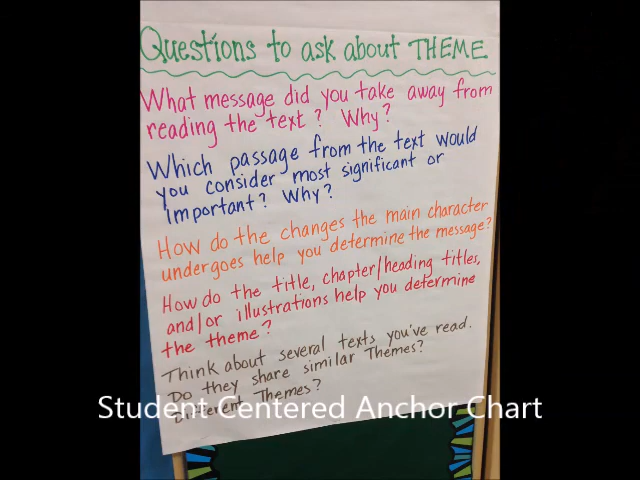 Questions to ask about THEME
What message did you take away from
reading the text? Why?
Which passage from the text would
you consider most significant or
important? Why?
How do the changes the main character
undergoes help you determine the message?
How do the title, chapter/heading titles,
and/or illustrations help you determine
the theme?
Think about several texts you've read.
Do they share similar Themes?
Different Themes?
Student Centered Anchor Chart